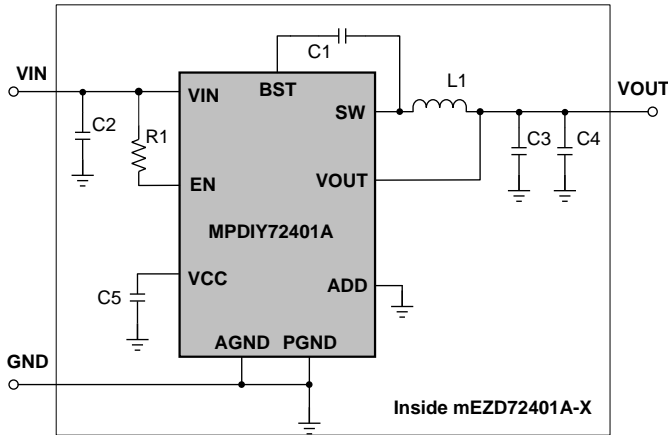 C1
VIN
VIN
BST
L1
VOUT
C2
SW
R1
C3
C4
EN
VOUT
MPDIY72401A
VCC
C5
ADD
AGND
PGND
GND
Inside mEZD72401A-X